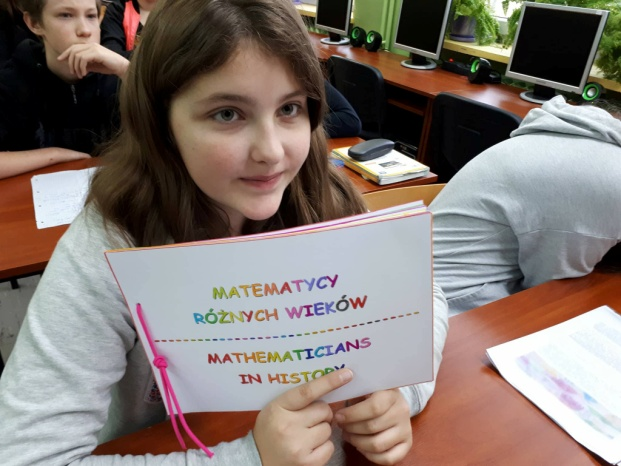 MATEMATYCY
RÓŻNYCH WIEKÓW
MATHEMATICIANS
IN HISTORY